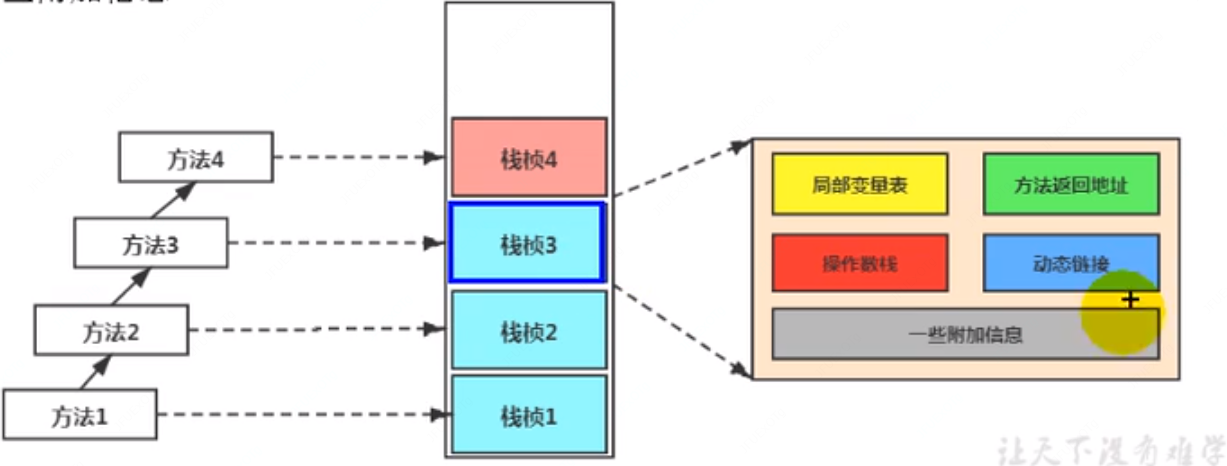 方法4
栈桢4
局部变量表
方法返回地址
方法3
栈桢3
操作数栈
动态链接
方法2
栈桢2
一些附加信息
方法1
栈桢1
让天下没有难学